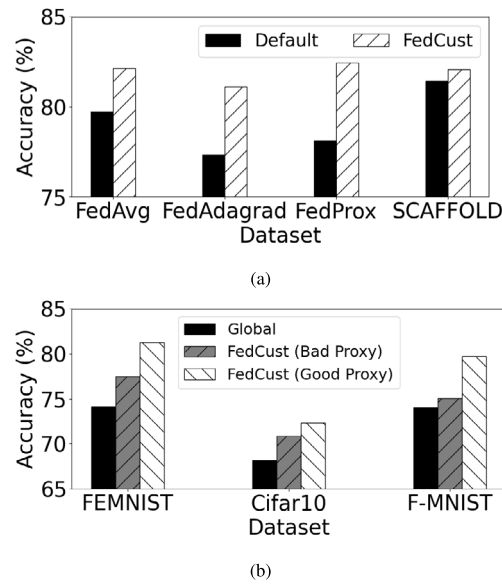 85
80
75
Accuracy (%)
Default
FedCust
FedAvg FedAdagrad FedProx SCAFFOLD
Dataset
(a)
85
80
75
70
65
Accuracy (%)
Global
FedCust (Bad Proxy)
FedCust (Good Proxy)
FEMNIST Cifar10 F-MNIST
Dataset
(b)